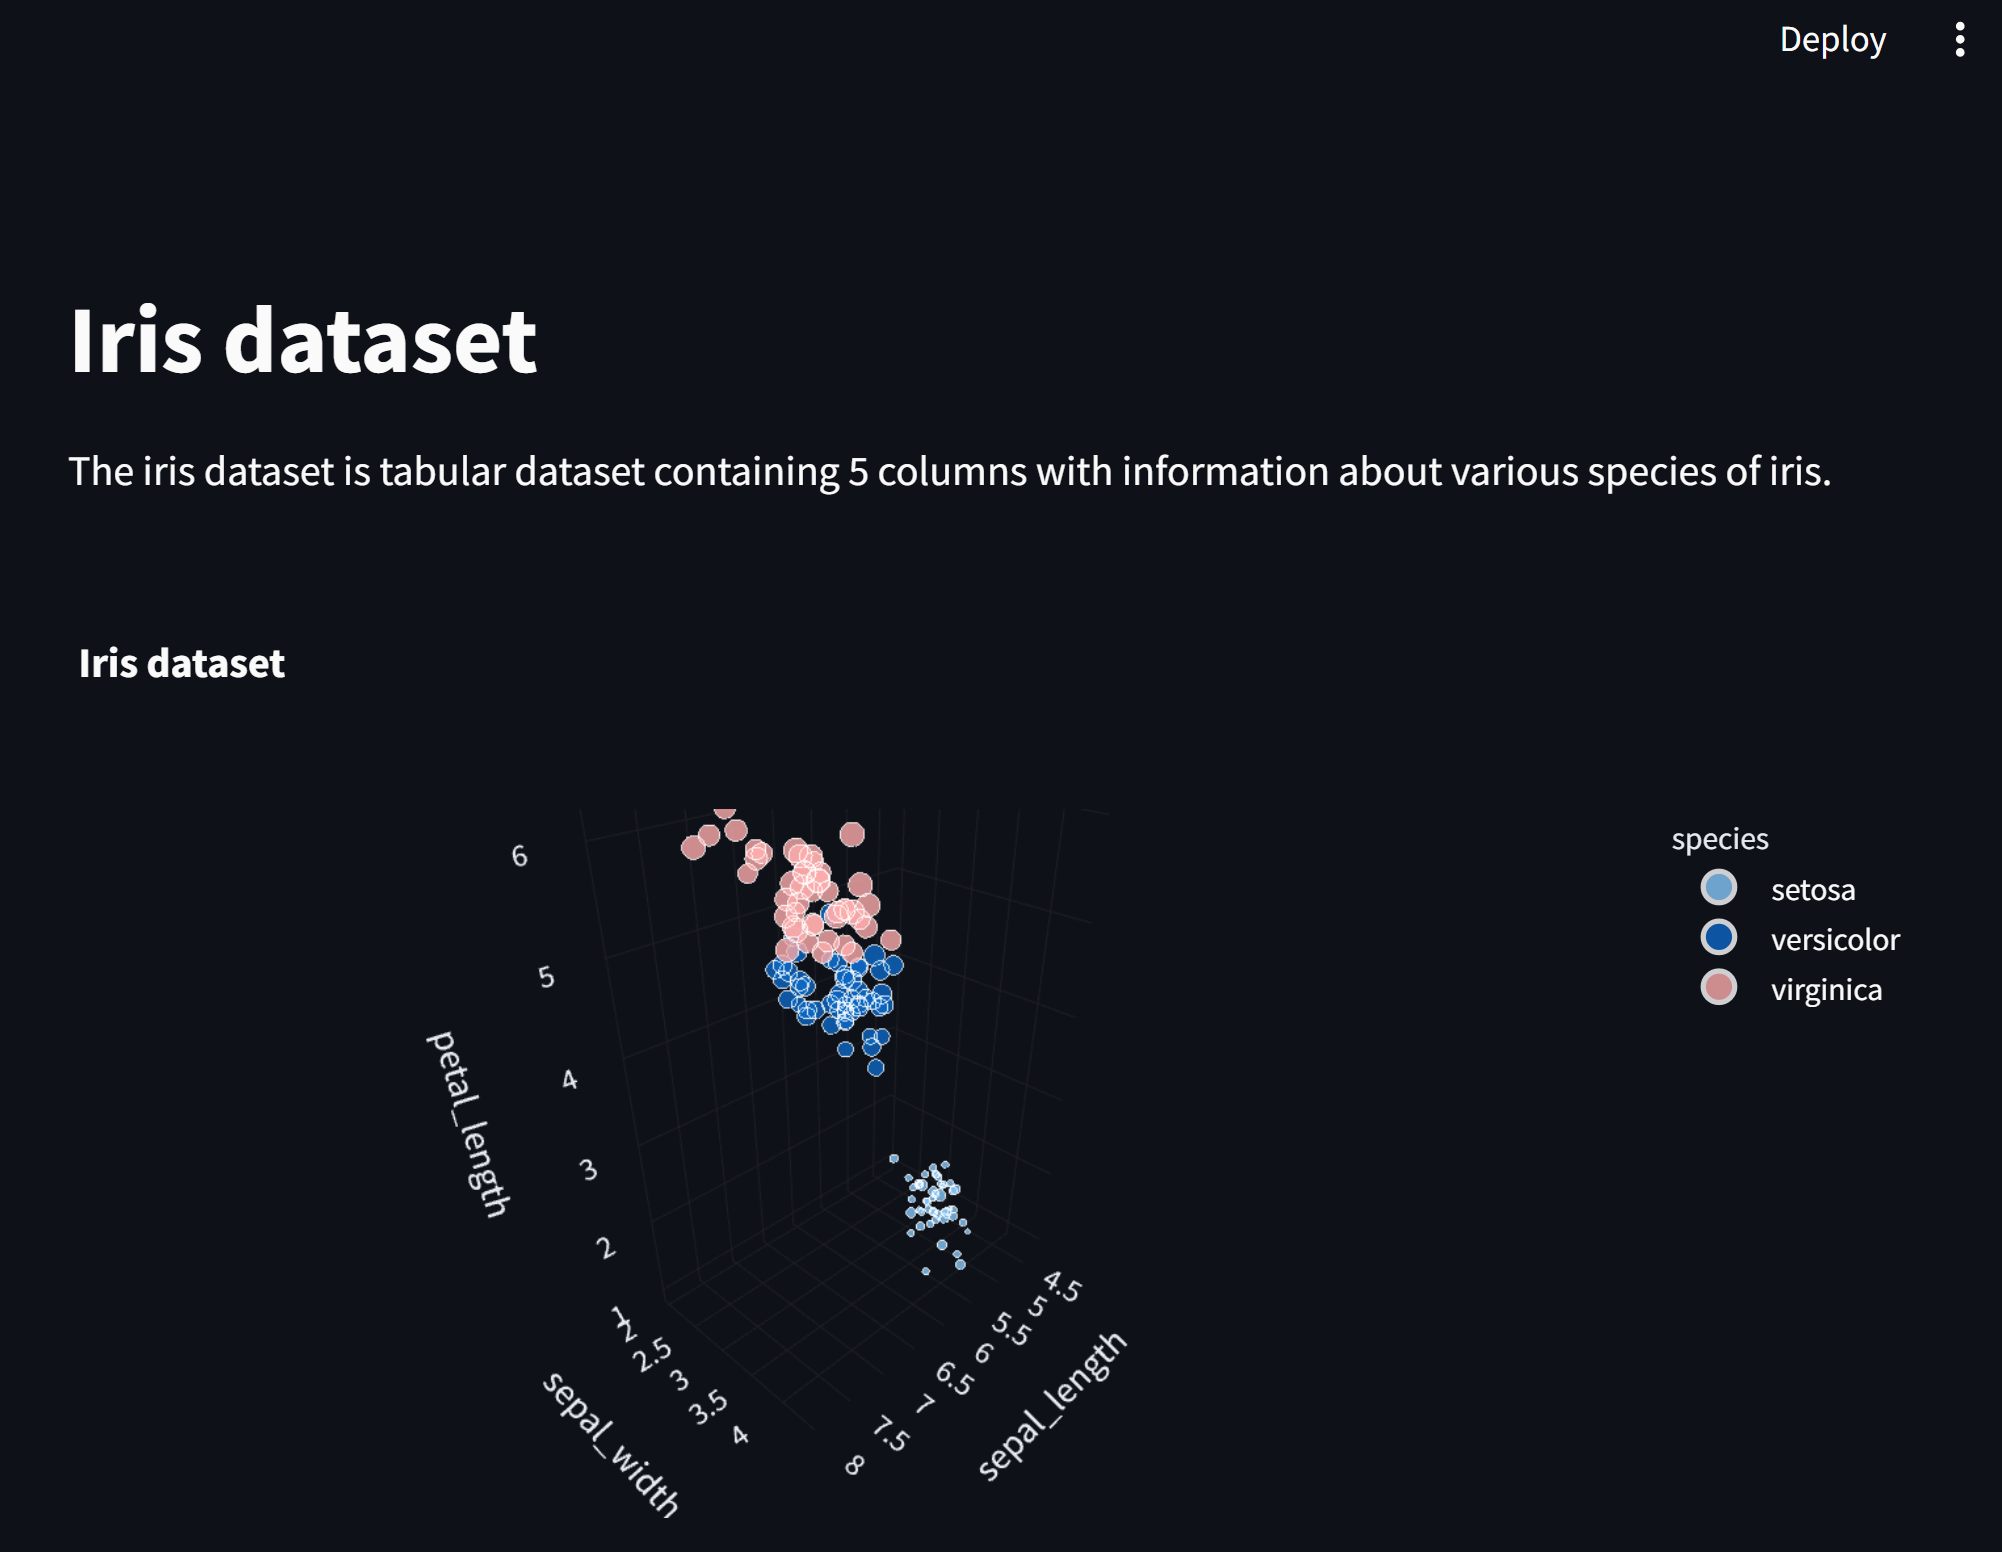 Deploy
Iris dataset
The iris dataset is tabular dataset containing 5 columns with information about various species of iris.
Iris dataset
species
setosa
versicolor
virginica
6
5
4
3
2
1
petal_length
2
2.5
3
3.5
4
sepal_width
4.5
5
5.5
6
6.5
7
7.5
8
sepal_length